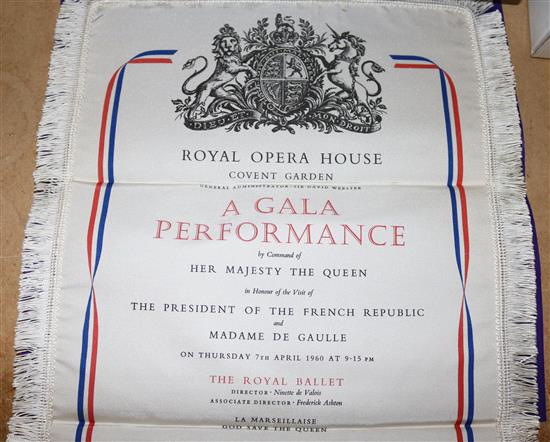 DIEU ET MON DROIT
ROYAL OPERA HOUSE
COVENT GARDEN
GENERAL ADMINISTRATOR · SIR DAVID WEBSTER
A GALA
PERFORMANCE
by Command of
HER MAJESTY THE QUEEN
in Honour of the Visit of
THE PRESIDENT OF THE FRENCH REPUBLIC
and
MADAME DE GAULLE
ON THURSDAY 7TH APRIL 1960 AT 9·15 PM
THE ROYAL BALLET
DIRECTOR · Ninette de Valois
ASSOCIATE DIRECTOR · Frederick Ashton
LA MARSEILLAISE
GOD SAVE THE QUEEN